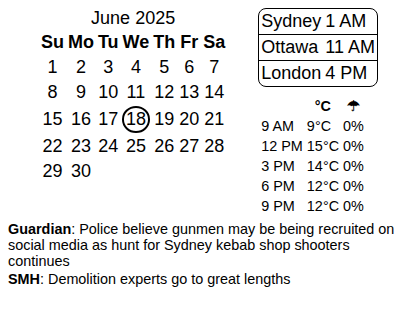 June 2025
Su Mo Tu We Th Fr Sa
1 2 3 4 5 6 7
8 9 10 11 12 13 14
15 16 17 18 19 20 21
22 23 24 25 26 27 28
29 30
Sydney 1 AM
Ottawa 11 AM
London 4 PM
°C ☂
9 AM 9°C 0%
12 PM 15°C 0%
3 PM 14°C 0%
6 PM 12°C 0%
9 PM 12°C 0%
Guardian: Police believe gunmen may be being recruited on
social media as hunt for Sydney kebab shop shooters
continues
SMH: Demolition experts go to great lengths